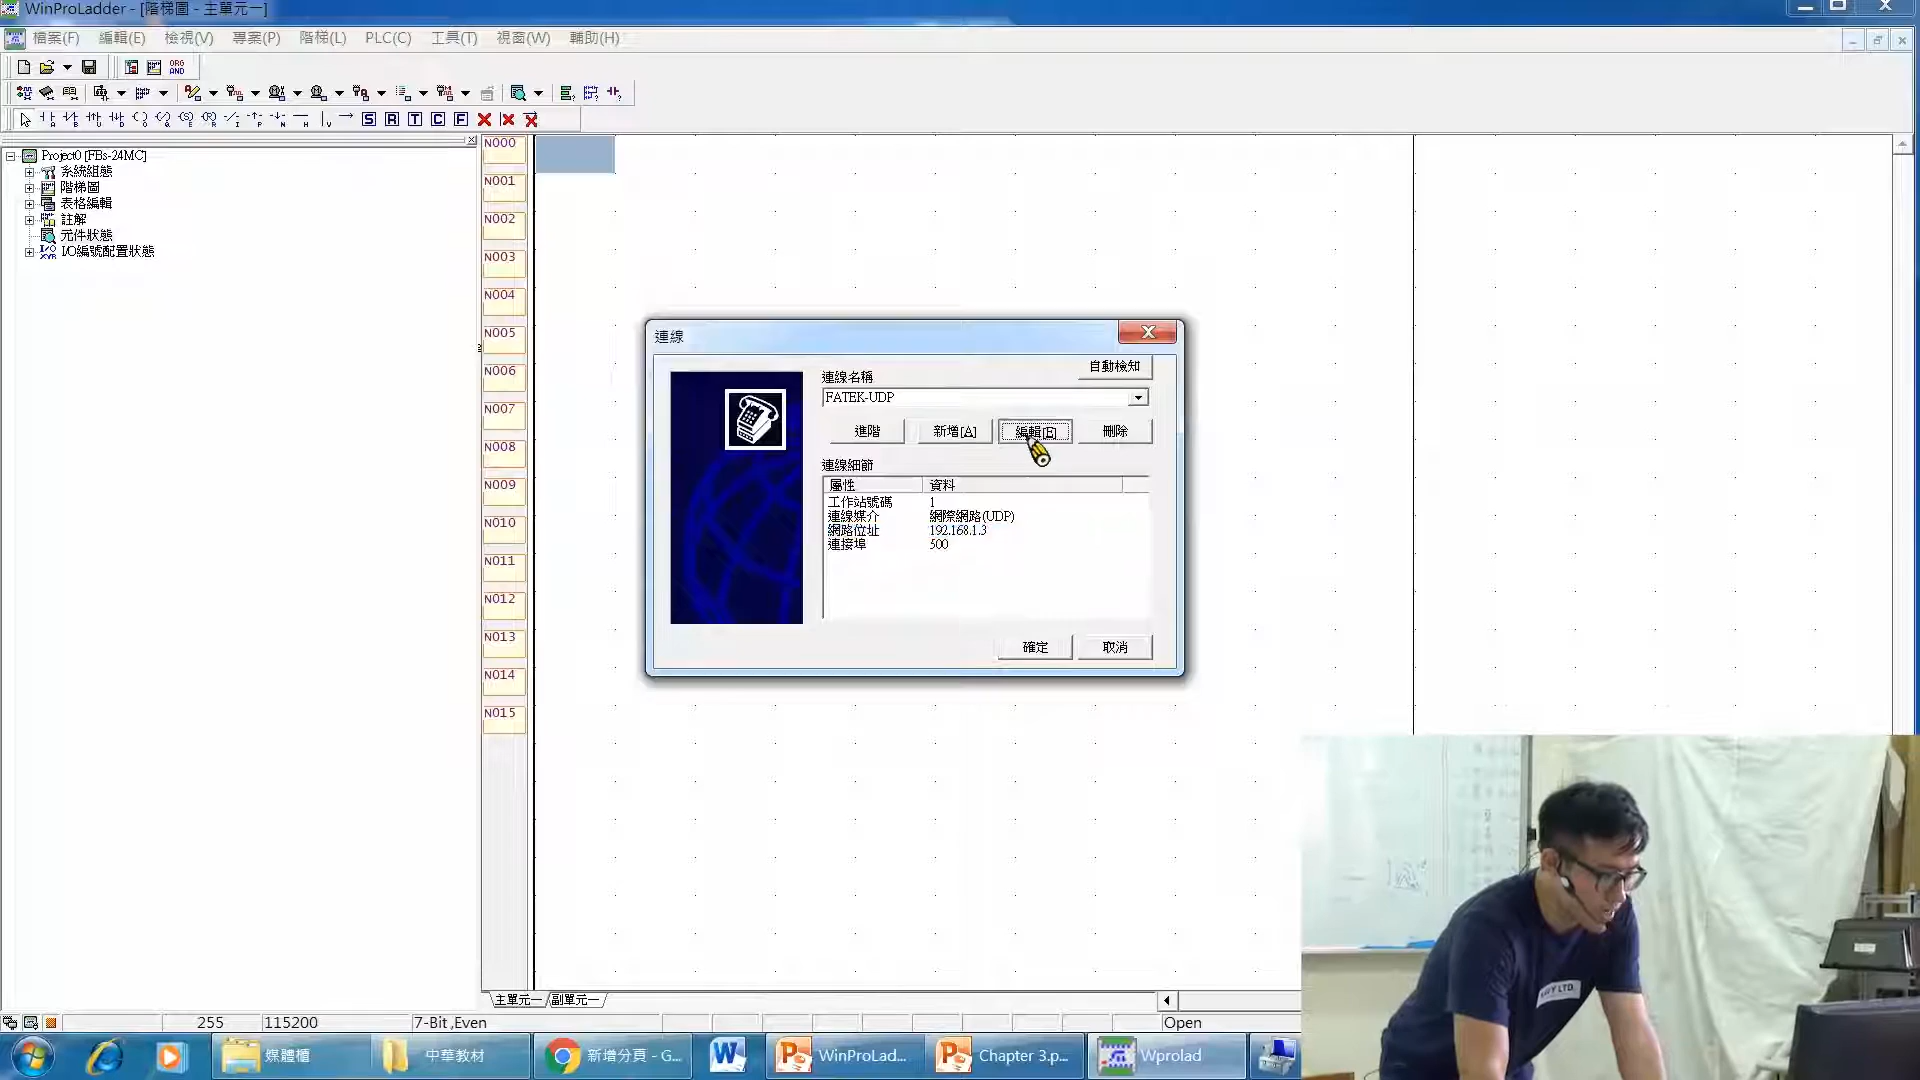 WinProLadder - [階梯圖 - 主單元一]
檔案(F) 編輯(E) 檢視(V) 專案(P) 階梯(L) PLC(C) 工具(T) 視窗(W) 輔助(H)
ORG
AND
S R T C F
Project0 [FBs-24MC]
系統組態
階梯圖
表格編輯
註解
元件狀態
I/O編號配置狀態
N000
N001
N002
N003
N004
N005
N006
N007
N008
N009
N010
N011
N012
N013
N014
N015
連線
自動檢知
連線名稱
FATEK-UDP
進階 新增[A] 編輯[E] 刪除
連線細節
屬性 資料
工作站號碼 1
連線媒介 網際網路(UDP)
網路位址 192.168.1.3
連接埠 500
確定 取消
主單元一 副單元一
255 115200 7-Bit ,Even Open
媒體櫃 中華教材 新增分頁 - G... WinProLad... Chapter 3.p... Wprolad